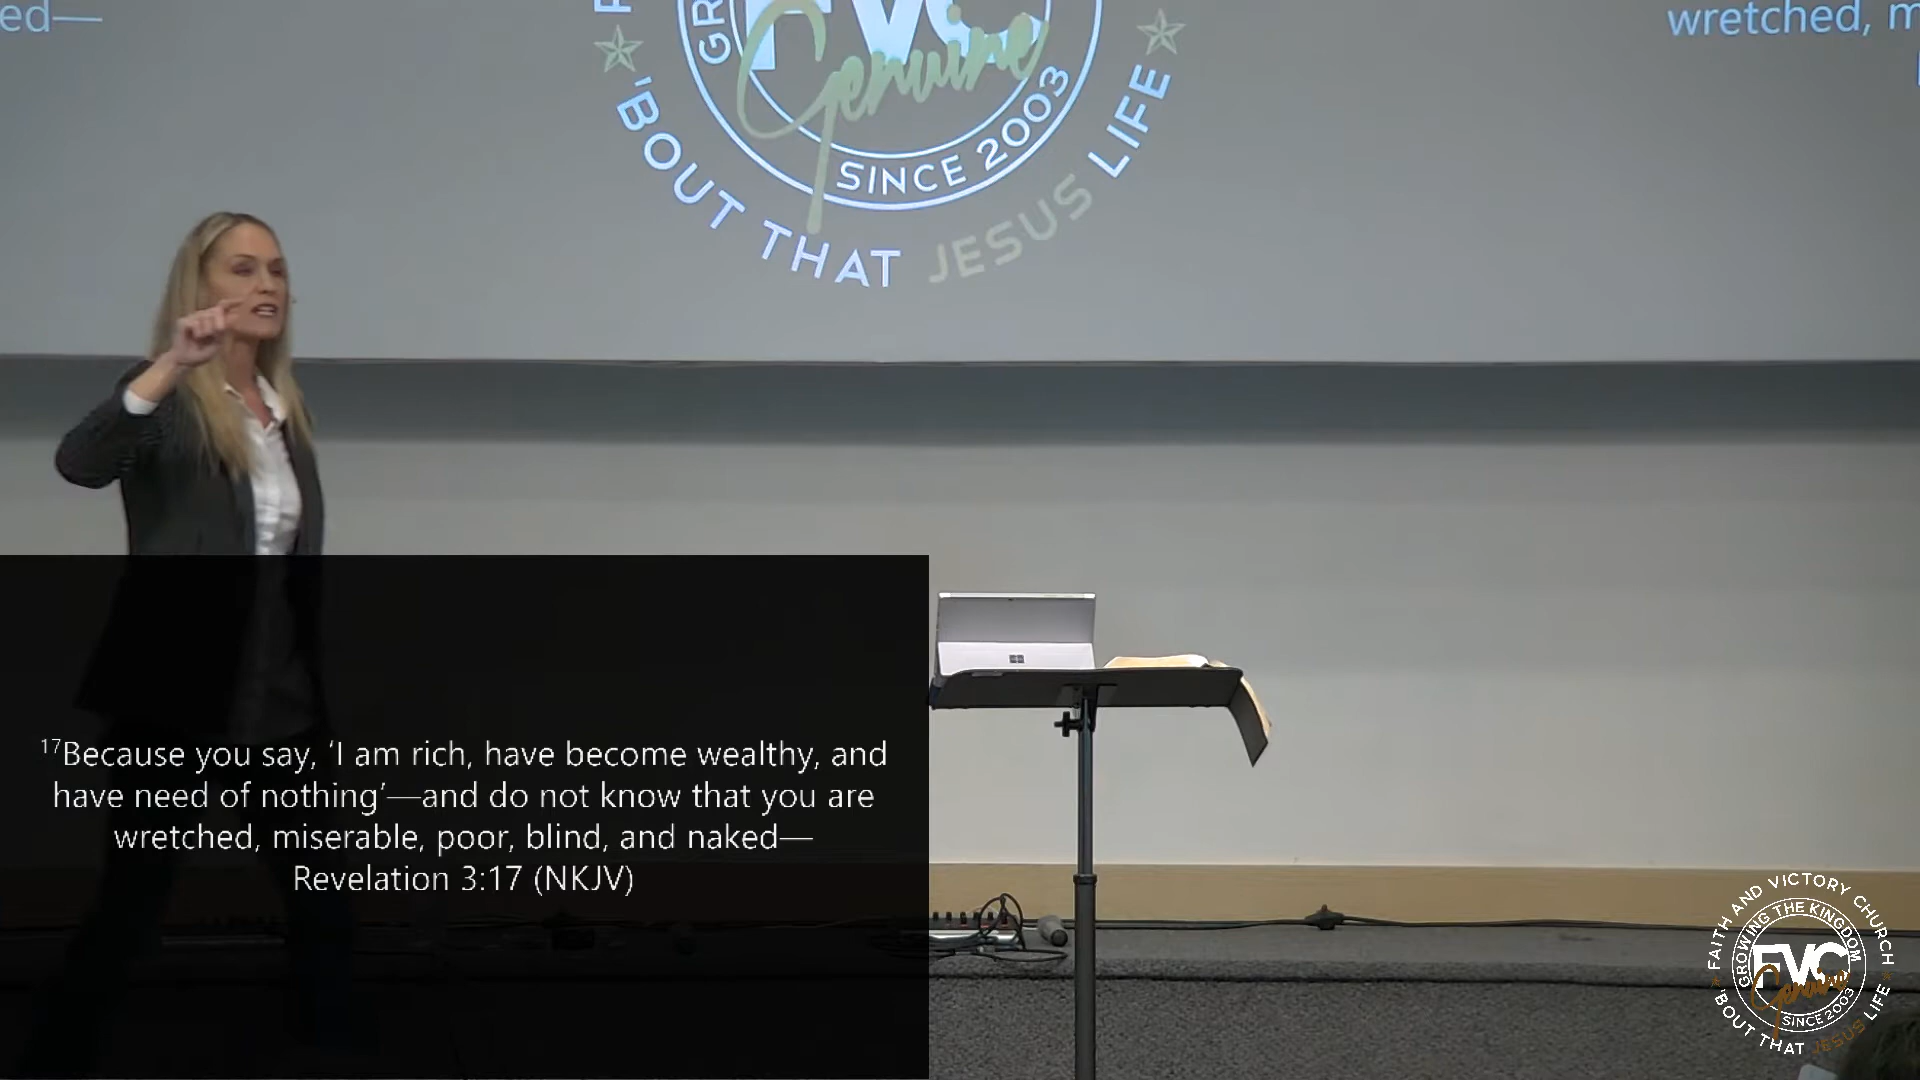 ed—
wretched, m
GR
FVC
Genuine
SINCE 2003
'BOUT THAT JESUS LIFE
¹⁷Because you say, ‘I am rich, have become wealthy, and
have need of nothing’—and do not know that you are
wretched, miserable, poor, blind, and naked—
Revelation 3:17 (NKJV)
FAITH AND VICTORY CHURCH
GROWING THE KINGDOM
FVC
Genuine
SINCE 2003
'BOUT THAT JESUS LIFE